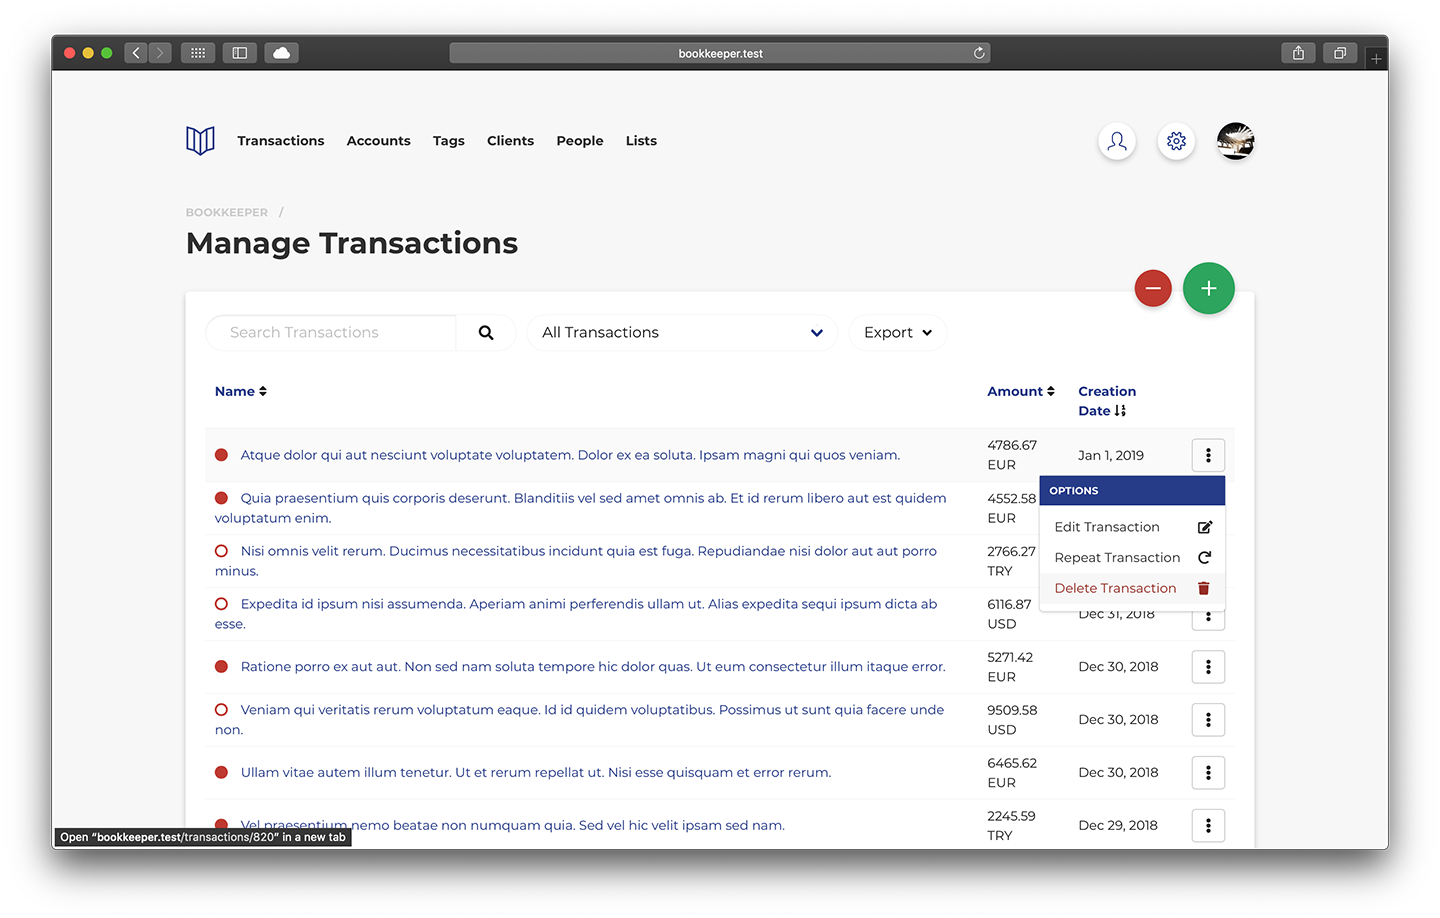 bookkeeper.test
Transactions Accounts Tags Clients People Lists
BOOKKEEPER /
Manage Transactions
Search Transactions All Transactions Export
Name Amount Creation
Date
Atque dolor qui aut nesciunt voluptate voluptatem. Dolor ex ea soluta. Ipsam magni qui quos veniam.
4786.67
EUR
Jan 1, 2019
OPTIONS
Edit Transaction
Repeat Transaction
Delete Transaction
Quia praesentium quis corporis deserunt. Blanditiis vel sed amet omnis ab. Et id rerum libero aut est quidem
voluptatum enim.
4552.58
EUR
Nisi omnis velit rerum. Ducimus necessitatibus incidunt quia est fuga. Repudiandae nisi dolor aut aut porro
minus.
2766.27
TRY
Expedita id ipsum nisi assumenda. Aperiam animi perferendis ullam ut. Alias expedita sequi ipsum dicta ab
esse.
6116.87
USD
Dec 31, 2018
Ratione porro ex aut aut. Non sed nam soluta tempore hic dolor quas. Ut eum consectetur illum itaque error.
5271.42
EUR
Dec 30, 2018
Veniam qui veritatis rerum voluptatum eaque. Id id quidem voluptatibus. Possimus ut sunt quia facere unde
non.
9509.58
USD
Dec 30, 2018
Ullam vitae autem illum tenetur. Ut et rerum repellat ut. Nisi esse quisquam et error rerum.
6465.62
EUR
Dec 30, 2018
Vel praesentium nemo beatae non numquam quia. Sed vel hic velit ipsam sed nam.
2245.59
TRY
Dec 29, 2018
Open “bookkeeper.test/transactions/820” in a new tab